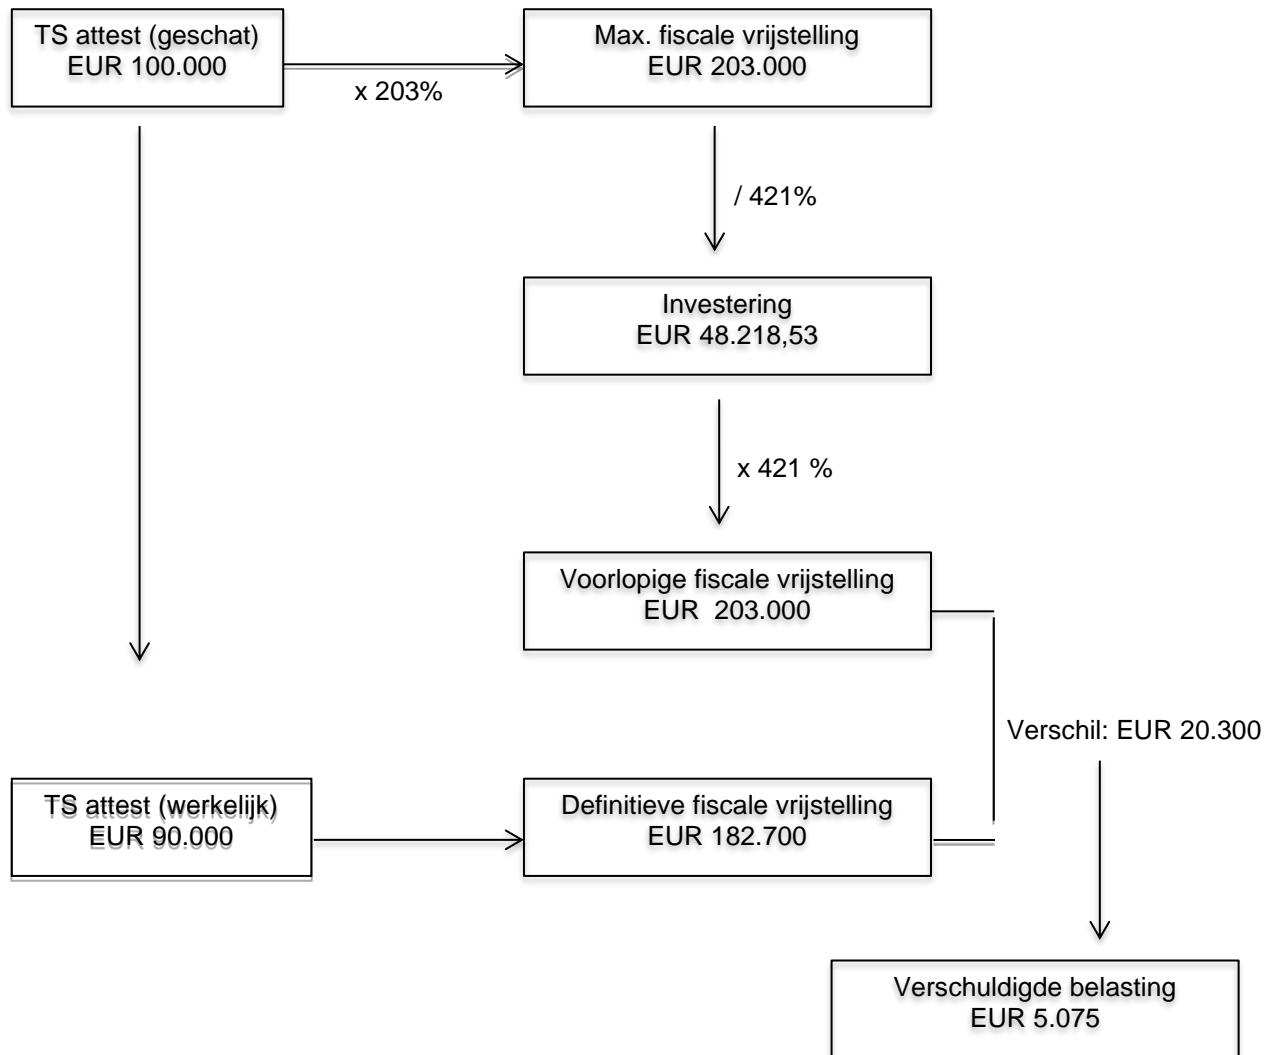 TS attest (geschat)
EUR 100.000
x 203%
Max. fiscale vrijstelling
EUR 203.000
/ 421%
Investering
EUR 48.218,53
x 421 %
Voorlopige fiscale vrijstelling
EUR 203.000
Verschil: EUR 20.300
TS attest (werkelijk)
EUR 90.000
Definitieve fiscale vrijstelling
EUR 182.700
Verschuldigde belasting
EUR 5.075